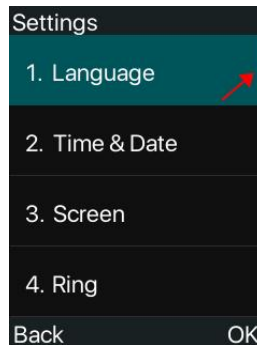 Settings
1. Language
2. Time & Date
3. Screen
4. Ring
Back OK